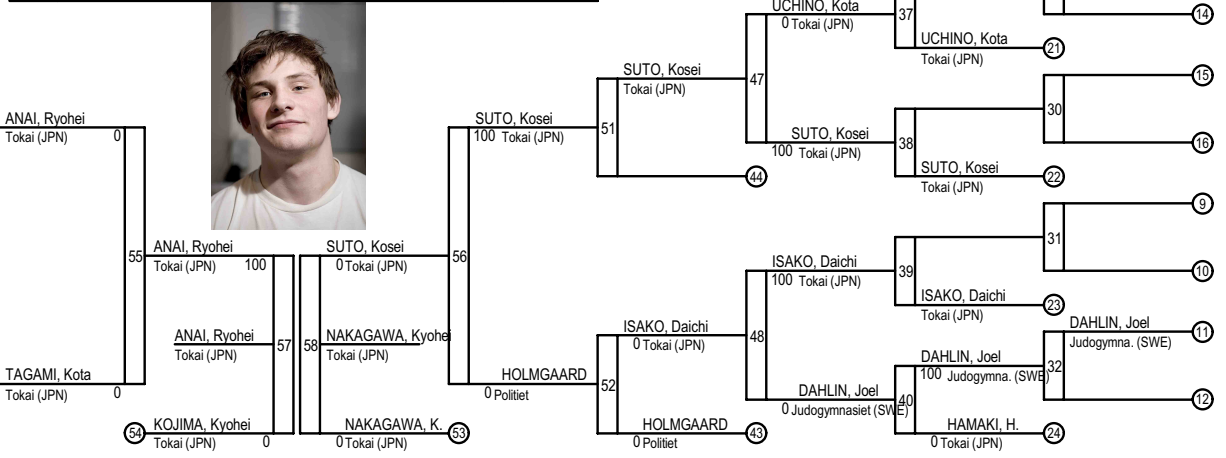 UCHINO, Kota
0 Tokai (JPN)
37
14
UCHINO, Kota
Tokai (JPN)
21
SUTO, Kosei
Tokai (JPN)
47
15
30
ANAI, Ryohei
Tokai (JPN)
0
SUTO, Kosei
100 Tokai (JPN)
51
SUTO, Kosei
100 Tokai (JPN)
38
16
SUTO, Kosei
Tokai (JPN)
44
22
9
55
ANAI, Ryohei
Tokai (JPN)
100
SUTO, Kosei
0 Tokai (JPN)
56
31
ISAKO, Daichi
100 Tokai (JPN)
39
10
ISAKO, Daichi
Tokai (JPN)
23
ANAI, Ryohei
Tokai (JPN)
57
58
NAKAGAWA, Kyohei
Tokai (JPN)
ISAKO, Daichi
0 Tokai (JPN)
48
DAHLIN, Joel
Judogymna. (SWE)
11
TAGAMI, Kota
Tokai (JPN)
0
HOLMGAARD
0 Politiet
52
DAHLIN, Joel
100 Judogymna. (SWE)
32
DAHLIN, Joel
0 Judogymnasiet (SWE)
40
12
54
KOJIMA, Kyohei
Tokai (JPN)
0
NAKAGAWA, K.
0 Tokai (JPN)
53
HOLMGAARD
0 Politiet
43
HAMAKI, H.
0 Tokai (JPN)
24